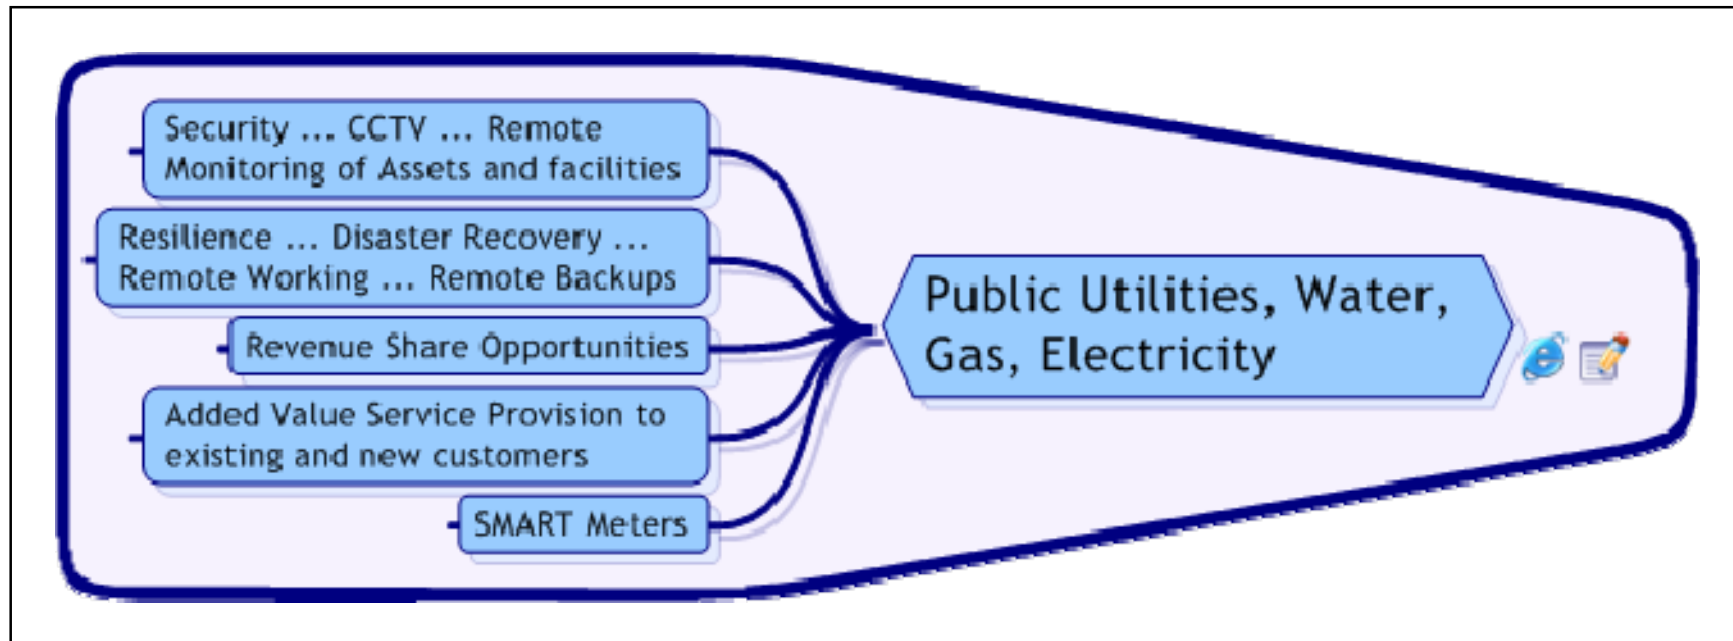 Security ... CCTV ... Remote
Monitoring of Assets and facilities
Resilience ... Disaster Recovery ...
Remote Working ... Remote Backups
Revenue Share Opportunities
Added Value Service Provision to
existing and new customers
SMART Meters
Public Utilities, Water,
Gas, Electricity